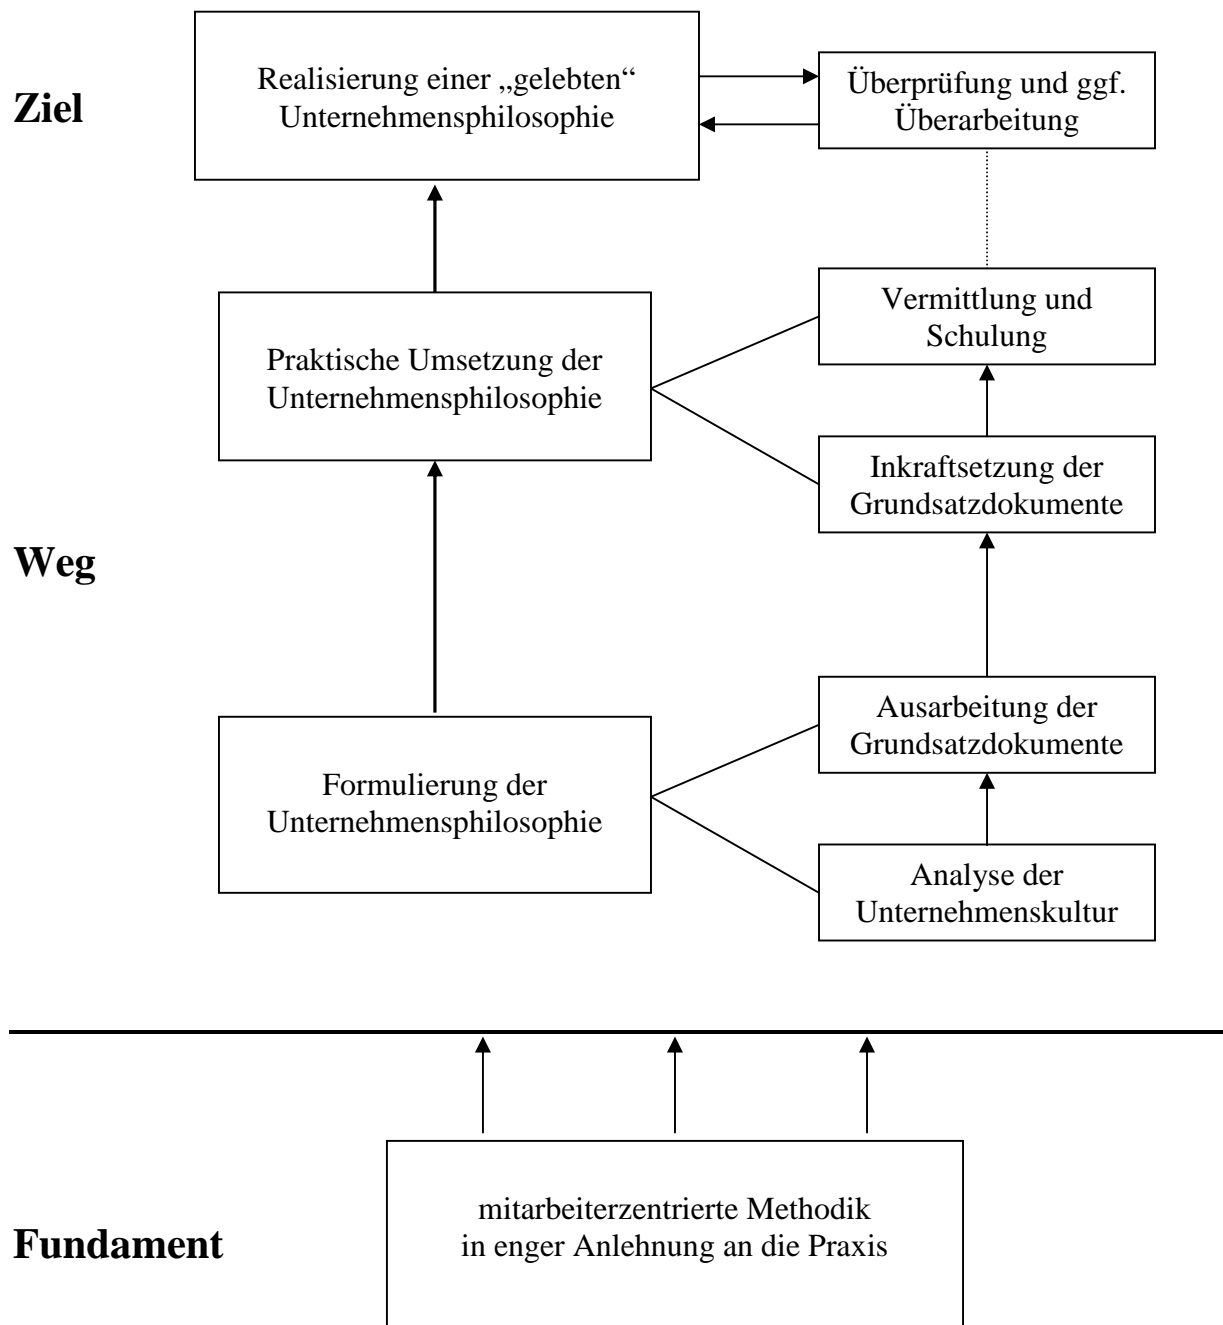 Ziel
Realisierung einer „gelebten“
Unternehmensphilosophie
Überprüfung und ggf.
Überarbeitung
Vermittlung und
Schulung
Praktische Umsetzung der
Unternehmensphilosophie
Inkraftsetzung der
Grundsatzdokumente
Weg
Ausarbeitung der
Grundsatzdokumente
Formulierung der
Unternehmensphilosophie
Analyse der
Unternehmenskultur
Fundament
mitarbeiterzentrierte Methodik
in enger Anlehnung an die Praxis